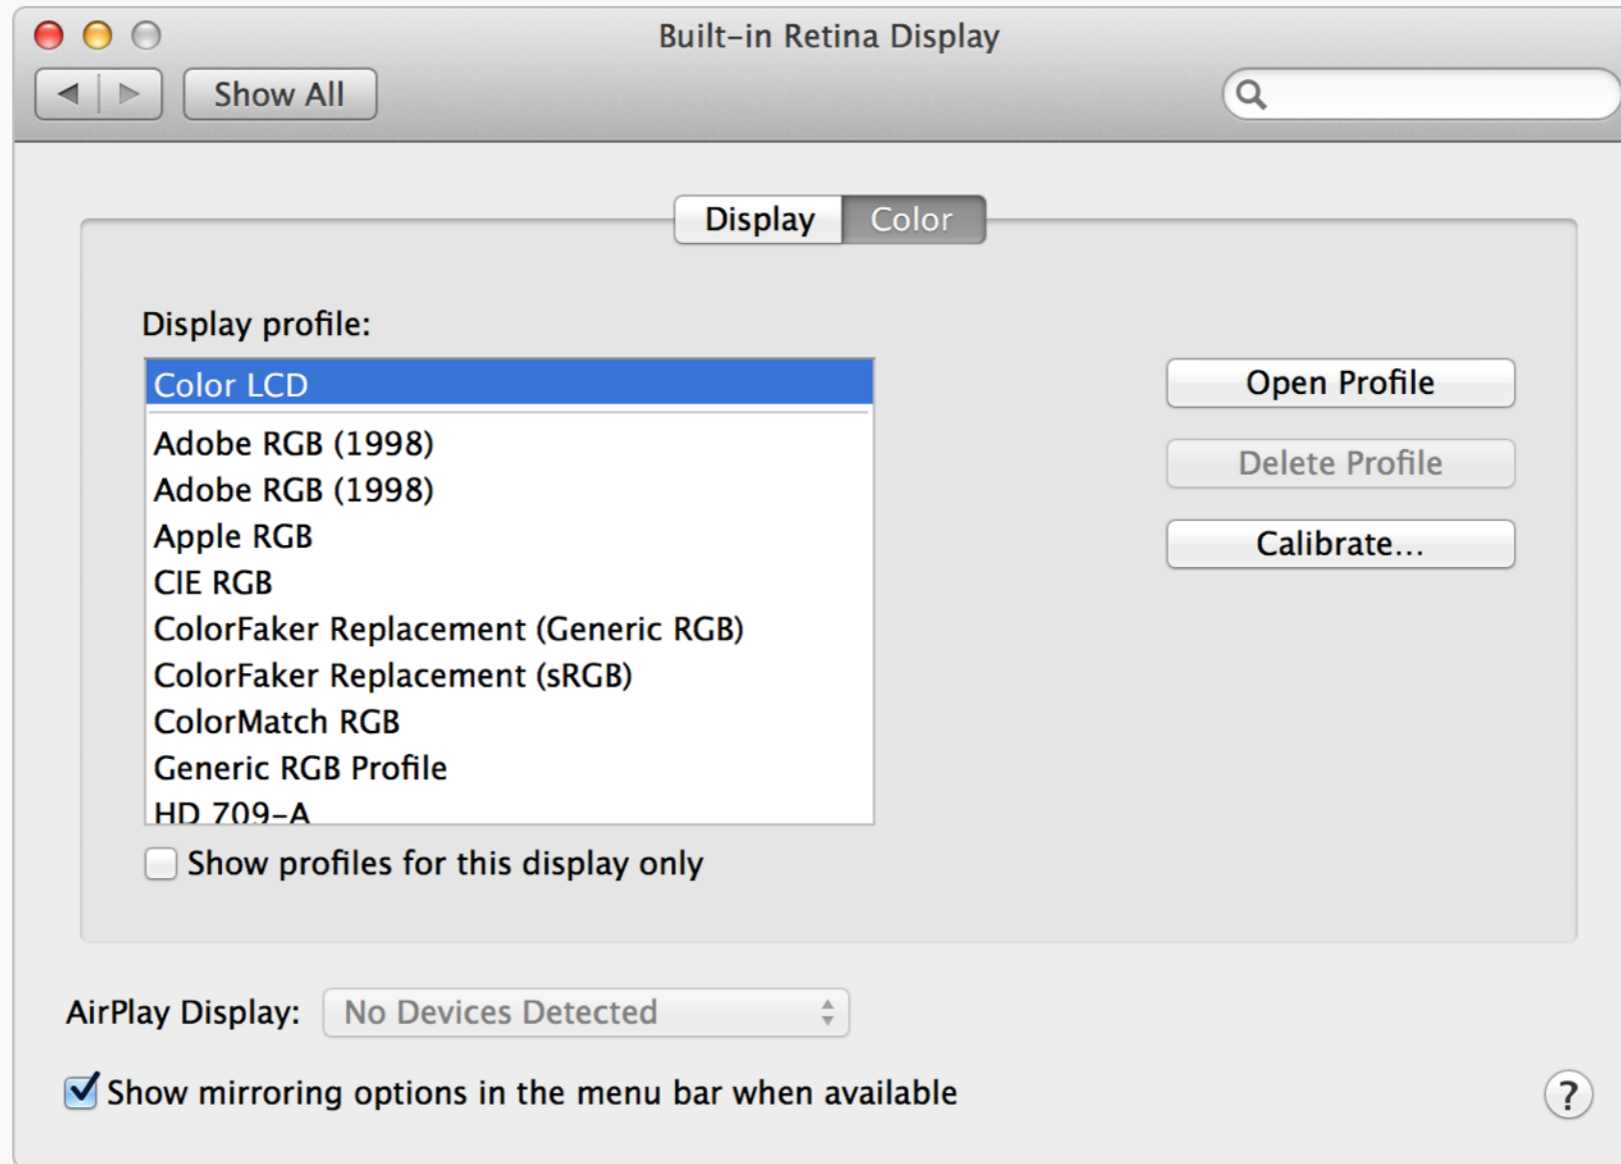 Built-in Retina Display
Show All
Display Color
Display profile:
Color LCD
Adobe RGB (1998)
Adobe RGB (1998)
Apple RGB
CIE RGB
ColorFaker Replacement (Generic RGB)
ColorFaker Replacement (sRGB)
ColorMatch RGB
Generic RGB Profile
HD 709-A
Show profiles for this display only
Open Profile
Delete Profile
Calibrate...
AirPlay Display: No Devices Detected
Show mirroring options in the menu bar when available
?